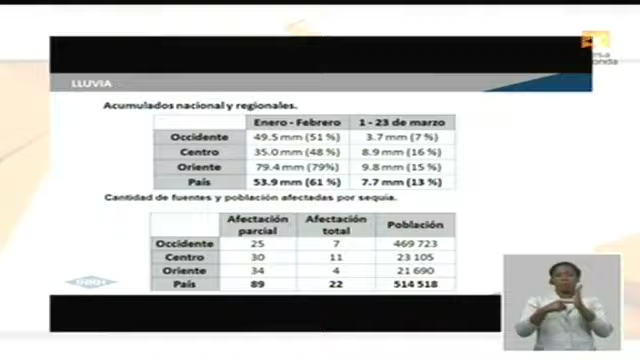 LLUVIA
Acumulados nacional y regionales.
Enero - Febrero 1 - 23 de marzo
Occidente 49.5 mm (51 %) 3.7 mm (7 %)
Centro 35.0 mm (48 %) 8.9 mm (16 %)
Oriente 79.4 mm (79%) 9.8 mm (15 %)
País 53.9 mm (61 %) 7.7 mm (13 %)
Cantidad de fuentes y población afectadas por sequía.
Afectación parcial Afectación total Población
Occidente 25 7 469 723
Centro 30 11 23 105
Oriente 34 4 21 690
País 89 22 514 518
INRH